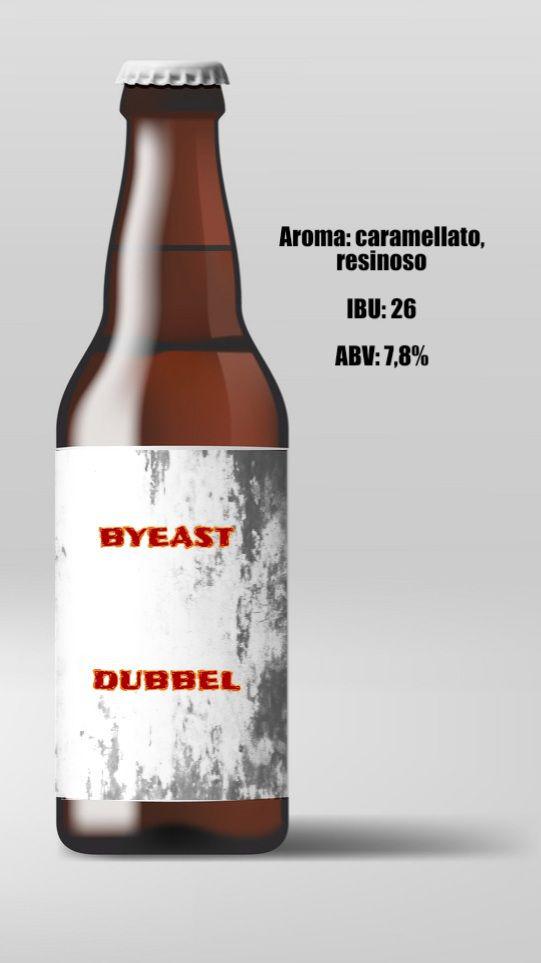 Aroma: caramellato,
resinoso
IBU: 26
ABV: 7,8%
BYEAST
DUBBEL